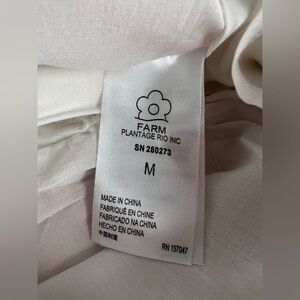 FARM
PLANTAGE RIO INC
SN 280273
M
MADE IN CHINA
FABRIQUÉ EN CHINE
FABRICADO NA CHINA
HECHO EN CHINA
中国制造
RN 157047